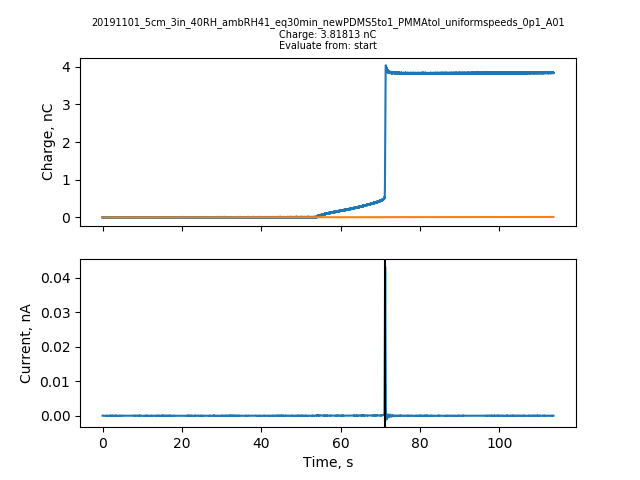 20191101_5cm_3in_40RH_ambRH41_eq30min_newPDMS5to1_PMMAtol_uniformspeeds_0p1_A01
Charge: 3.81813 nC
Evaluate from: start
4
3
2
1
0
Charge, nC
0.04
0.03
0.02
0.01
0.00
Current, nA
0 20 40 60 80 100
Time, s